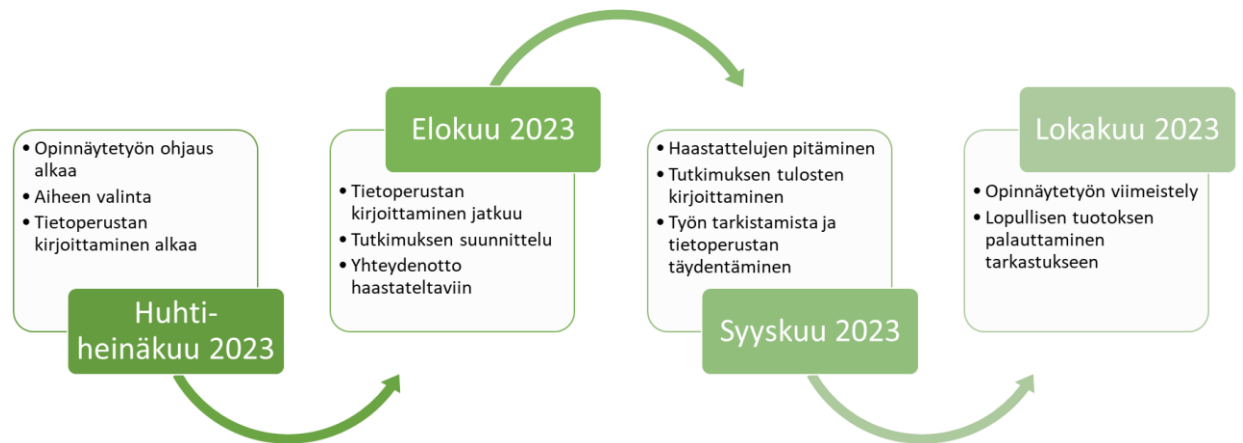 • Opinnäytetyön ohjaus
alkaa
• Aiheen valinta
• Tietoperustan
kirjoittaminen alkaa
Huhti-
heinäkuu 2023
Elokuu 2023
• Tietoperustan
kirjoittaminen jatkuu
• Tutkimuksen suunnittelu
• Yhteydenotto
haastateltaviin
• Haastattelujen pitäminen
• Tutkimuksen tulosten
kirjoittaminen
• Työn tarkistamista ja
tietoperustan
täydentäminen
Syyskuu 2023
Lokakuu 2023
• Opinnäytetyön viimeistely
• Lopullisen tuotoksen
palauttaminen
tarkastukseen